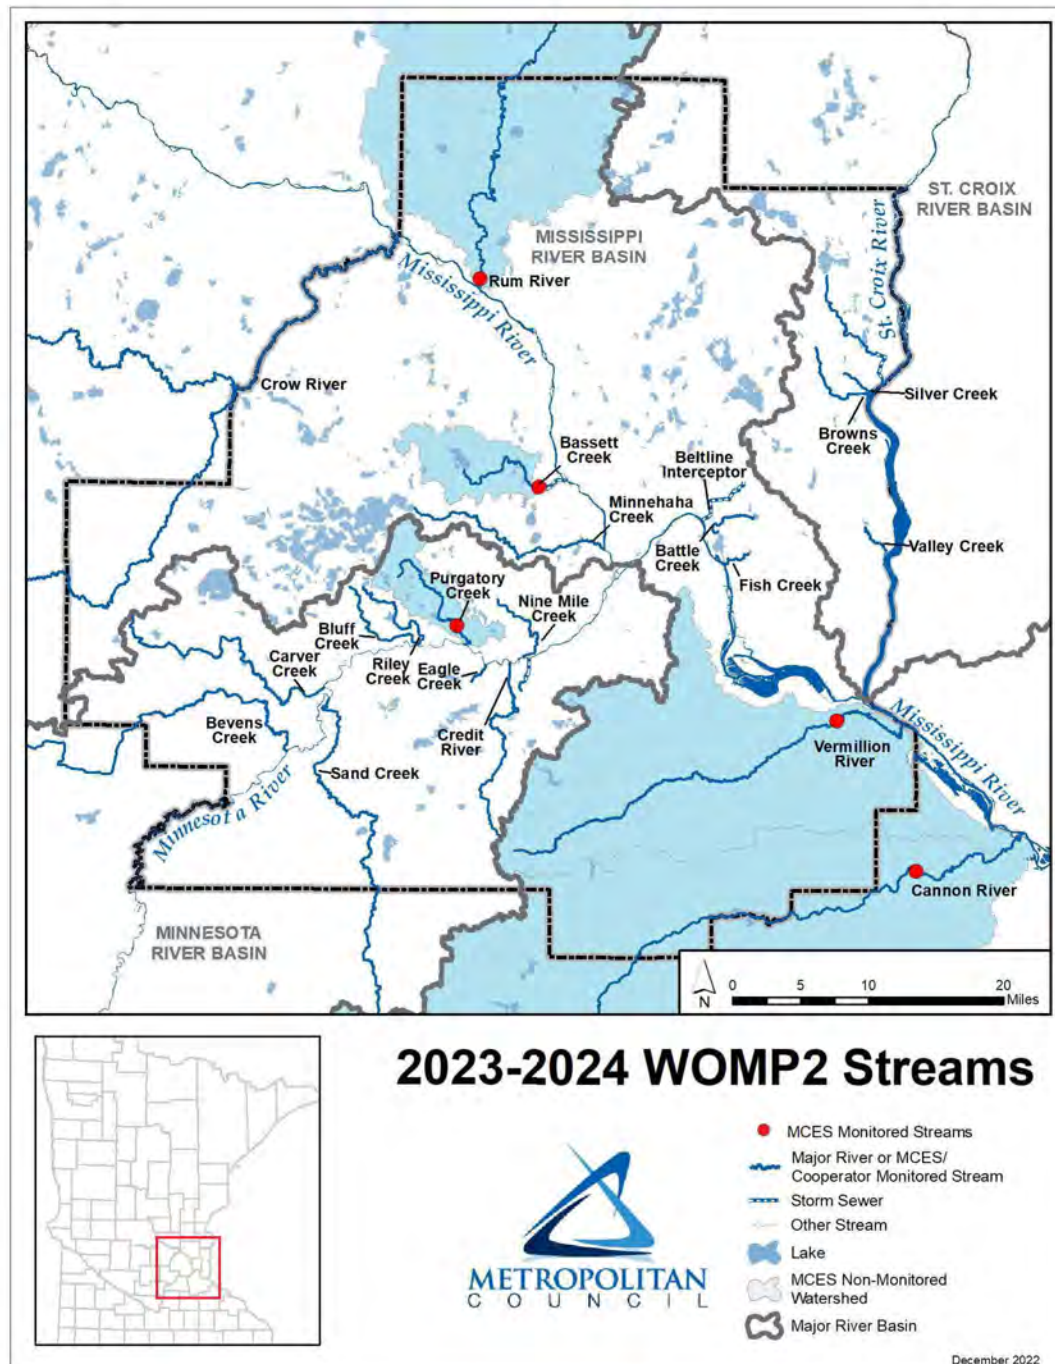 ST. CROIX
RIVER BASIN
St. Croix River
MISSISSIPPI
RIVER BASIN
Mississippi River
Rum River
Crow River
Silver Creek
Browns
Creek
Bassett
Creek
Beltline
Interceptor
Minnehaha
Creek
Battle
Creek
Valley Creek
Fish Creek
Purgatory
Creek
Nine Mile
Creek
Bluff
Creek
Riley
Creek
Eagle
Creek
Carver
Creek
Bevens
Creek
Credit
River
Sand Creek
Minnesota River
Vermillion
River
Mississippi River
Cannon River
MINNESOTA
RIVER BASIN
N
0 5 10 20
Miles
2023-2024 WOMP2 Streams
METROPOLITAN
COUNCIL
MCES Monitored Streams
Major River or MCES/
Cooperator Monitored Stream
Storm Sewer
Other Stream
Lake
MCES Non-Monitored
Watershed
Major River Basin
December 2022